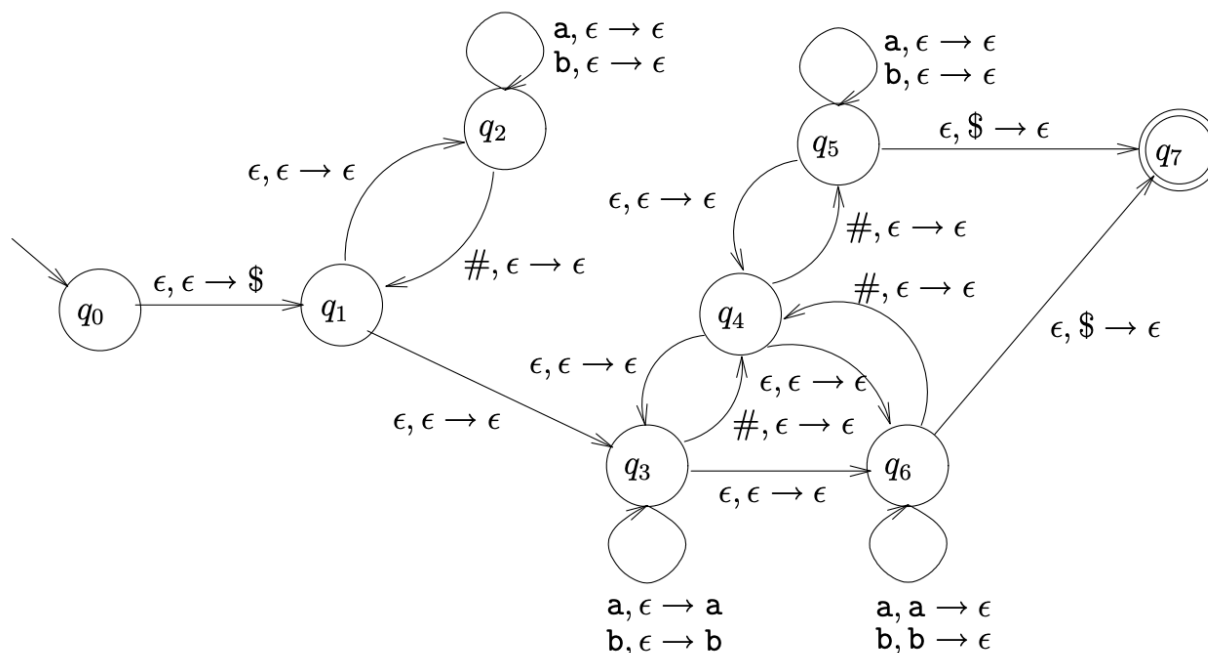 a, ϵ → ϵ
b, ϵ → ϵ
a, ϵ → ϵ
b, ϵ → ϵ
q2
q5
ϵ, $ → ϵ
q7
ϵ, ϵ → ϵ
ϵ, ϵ → ϵ
#, ϵ → ϵ
#, ϵ → ϵ
ϵ, ϵ → $
#, ϵ → ϵ
q0
q1
q4
ϵ, $ → ϵ
ϵ, ϵ → ϵ
ϵ, ϵ → ϵ
ϵ, ϵ → ϵ
#, ϵ → ϵ
q3
q6
ϵ, ϵ → ϵ
a, ϵ → a
b, ϵ → b
a, a → ϵ
b, b → ϵ